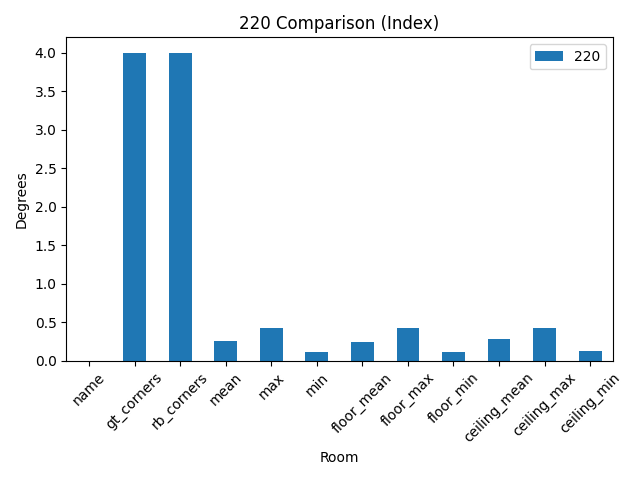 220 Comparison (Index)
220
Degrees
4.0
3.5
3.0
2.5
2.0
1.5
1.0
0.5
0.0
name
gt_corners
rb_corners
mean
max
min
floor_mean
floor_max
floor_min
ceiling_mean
ceiling_max
ceiling_min
Room